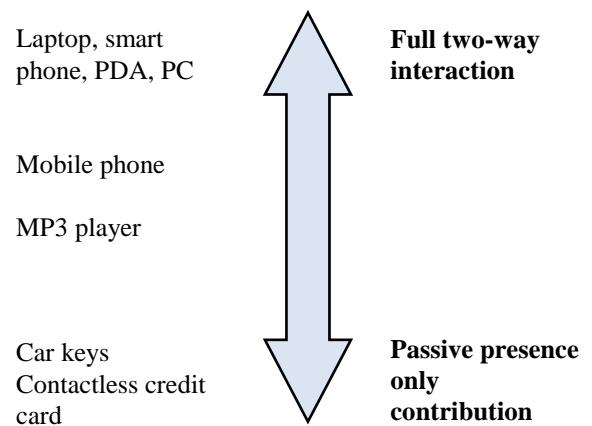 Laptop, smart
phone, PDA, PC
Full two-way
interaction
Mobile phone
MP3 player
Car keys
Contactless credit
card
Passive presence
only
contribution